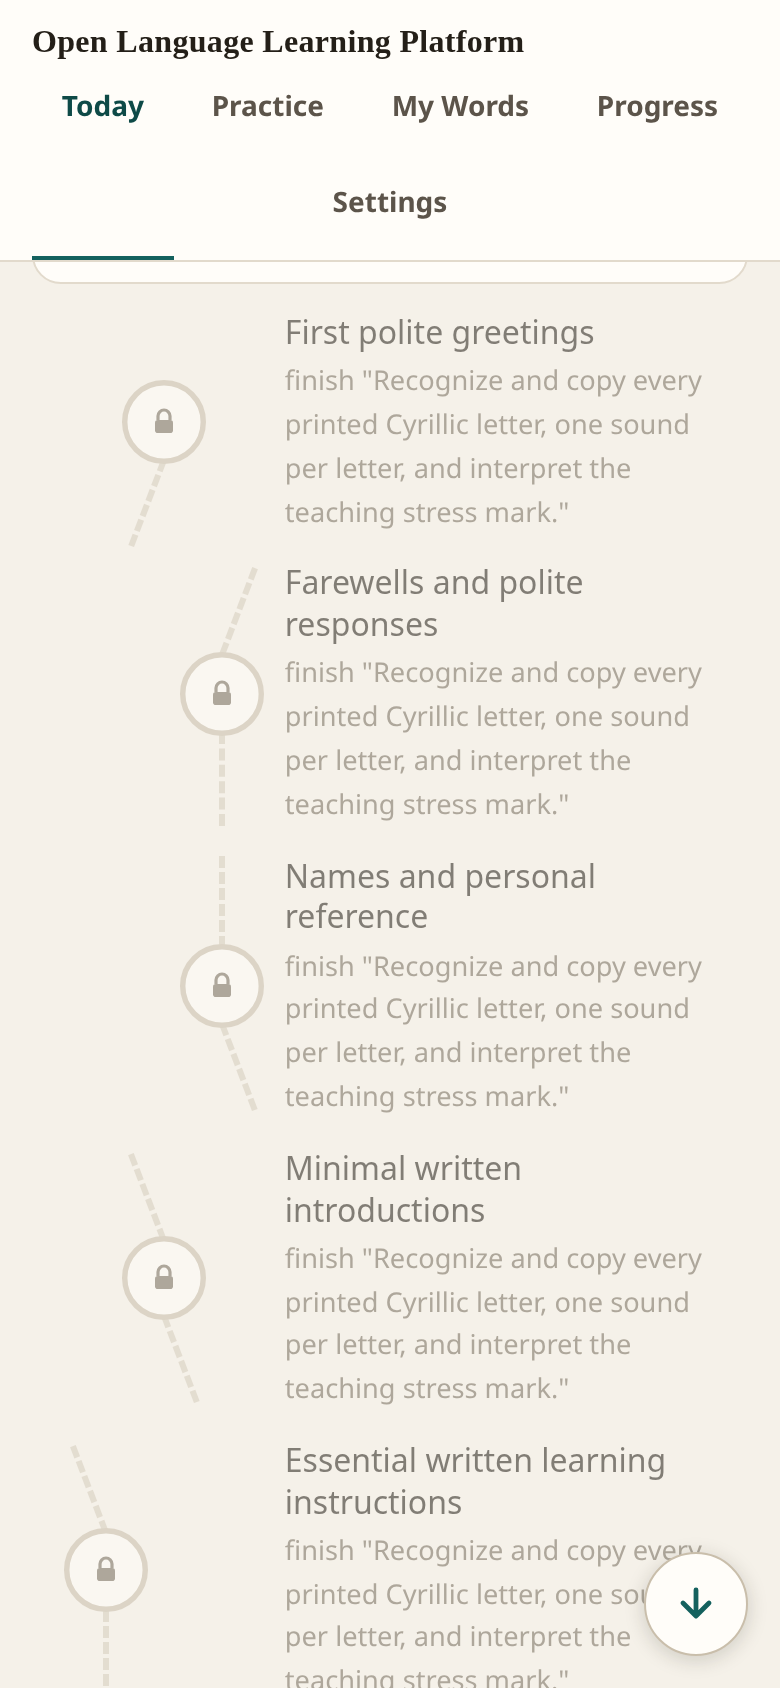 Open Language Learning Platform
Today Practice My Words Progress
Settings
First polite greetings
finish "Recognize and copy every
printed Cyrillic letter, one sound
per letter, and interpret the
teaching stress mark."
Farewells and polite
responses
finish "Recognize and copy every
printed Cyrillic letter, one sound
per letter, and interpret the
teaching stress mark."
Names and personal
reference
finish "Recognize and copy every
printed Cyrillic letter, one sound
per letter, and interpret the
teaching stress mark."
Minimal written
introductions
finish "Recognize and copy every
printed Cyrillic letter, one sound
per letter, and interpret the
teaching stress mark."
Essential written learning
instructions
finish "Recognize and copy every
printed Cyrillic letter, one
per letter, and interpret the
teaching stress mark."